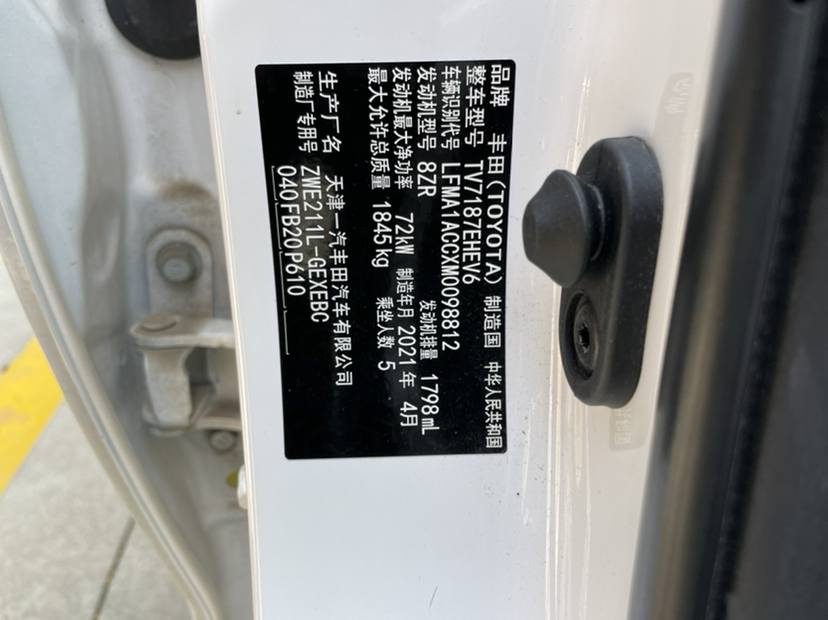 品牌 丰田(TOYOTA) 制造国 中华人民共和国
整车型号 TV7187EHEV6
车辆识别代号 LFMA1ACCXM0098812
发动机型号 8ZR 发动机排量 1798mL
发动机最大净功率 72kW 制造年月 2021年 4月
最大允许总质量 1845kg 乘坐人数 5
生产厂名 天津一汽丰田汽车有限公司
制造厂专用号 ZWE211L-GEXEBC
040FB20P610